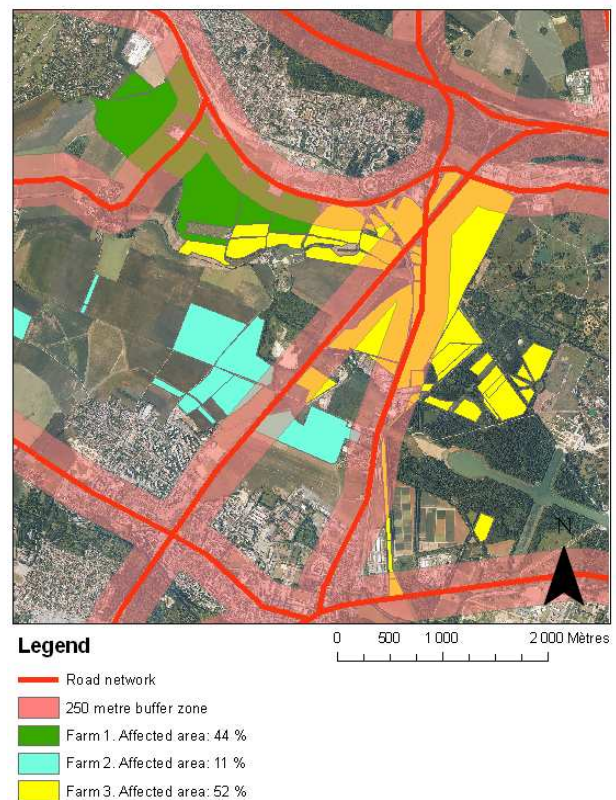 N
Legend
0 500 1 000 2 000 Mètres
Road network
250 metre buffer zone
Farm 1. Affected area: 44 %
Farm 2. Affected area: 11 %
Farm 3. Affected area: 52 %